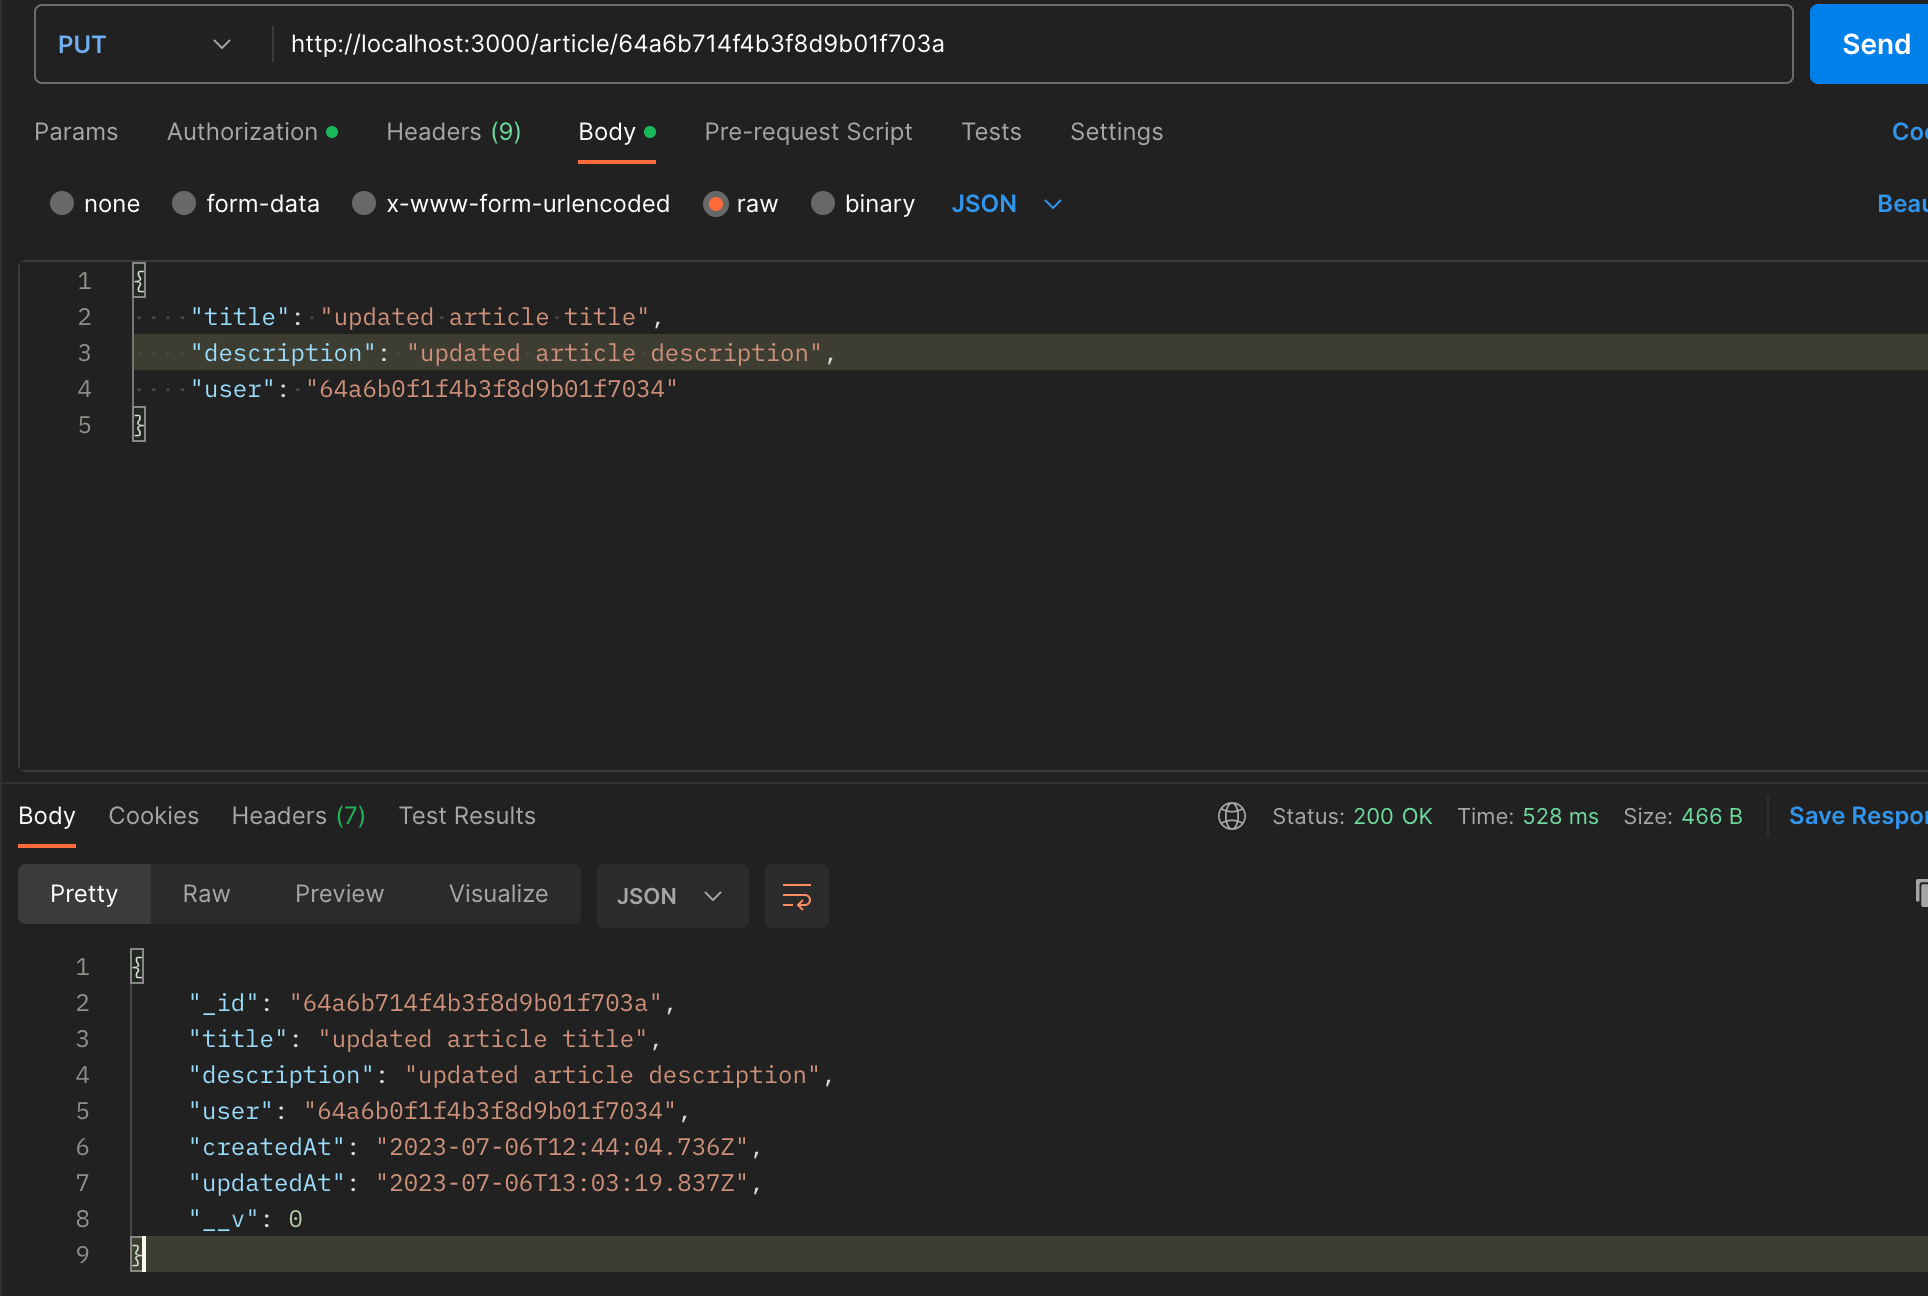 PUT http://localhost:3000/article/64a6b714f4b3f8d9b01f703a Send
Params Authorization Headers (9) Body Pre-request Script Tests Settings
none form-data x-www-form-urlencoded raw binary JSON
1 {
2 "title": "updated article title",
3 "description": "updated article description",
4 "user": "64a6b0f1f4b3f8d9b01f7034"
5 }
Body Cookies Headers (7) Test Results Status: 200 OK Time: 528 ms Size: 466 B Save
Pretty Raw Preview Visualize JSON
1 {
2 "_id": "64a6b714f4b3f8d9b01f703a",
3 "title": "updated article title",
4 "description": "updated article description",
5 "user": "64a6b0f1f4b3f8d9b01f7034",
6 "createdAt": "2023-07-06T12:44:04.736Z",
7 "updatedAt": "2023-07-06T13:03:19.837Z",
8 "__v": 0
9 }